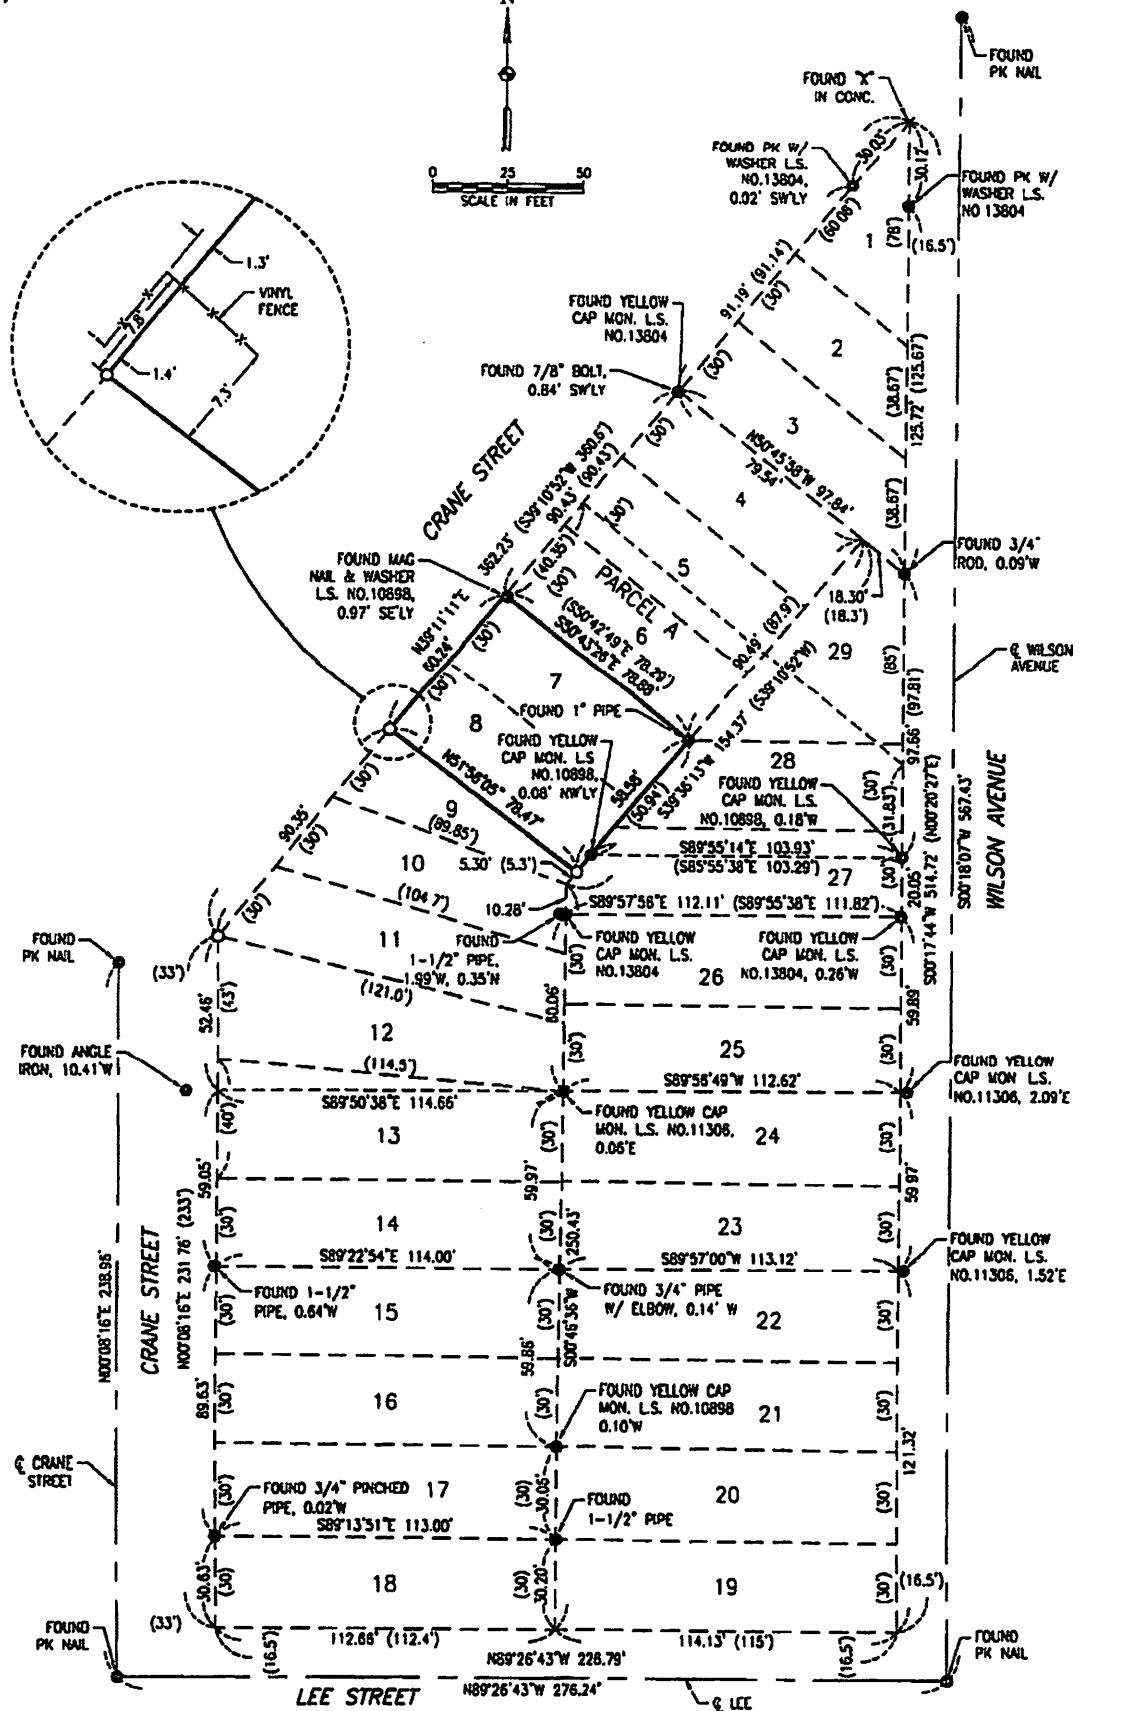 N
FOUND
PK NAIL
FOUND "X"
IN CONC.
FOUND PK W/
WASHER L.S.
NO.13804,
0.02' SW'LY
30.03'
30.17'
FOUND PK W/
WASHER L.S.
NO 13804
0 25 50
SCALE IN FEET
(60.06')
1
(78')
(16.5')
1.3'
VINYL
FENCE
7.8'
1.4'
7.3'
91.19' (91.14')
(30')
FOUND YELLOW
CAP MON. L.S.
NO.13804
FOUND 7/8" BOLT,
0.84' SW'LY
(30')
2
(38.67')
125.72' (125.67')
3
(30')
N50°45'58"W 97.84'
79.54'
4
(38.67')
CRANE STREET
362.23' (S39°10'52"W 360.6')
90.43' (90.43')
(40.35')
(30')
(30')
5
FOUND 3/4"
ROD, 0.09'W
FOUND MAG
NAIL & WASHER
L.S. NO.10898,
0.97' SE'LY
PARCEL A
6
18.30'
(18.3')
(S50°42'49"E 78.29')
S50°43'26"E 78.88'
90.49' (87.9')
29
(85')
97.66' (97.81')
℄ WILSON
AVENUE
N39°11'11"E
60.24'
(30')
(30')
7
8
FOUND 1" PIPE
154.37' (S39°10'52"W)
S39°36'13"W
FOUND YELLOW
CAP MON. L.S
NO.10898,
0.08' NW'LY
58.58'
(50.94')
28
FOUND YELLOW
CAP MON. L.S.
NO.10898, 0.18'W
(30')
(31.83')
WILSON AVENUE
N51°56'05" 78.47'
(30')
9
(89.85')
90.35'
(30')
10
5.30' (5.3')
S89°55'14"E 103.93'
(S85°55'38"E 103.29')
27
(30')
20.05'
S00°17'44"W 514.72' (N00°20'27"E)
S00°18'07"W 567.43'
(104.7')
10.28'
S89°57'56"E 112.11' (S89°55'38"E 111.82')
(30')
11
FOUND
1-1/2" PIPE,
1.99'W, 0.35'N
FOUND YELLOW
CAP MON. L.S.
NO.13804
FOUND YELLOW
CAP MON. L.S.
NO.13804, 0.26'W
FOUND
PK NAIL
(33')
(121.0')
(30')
26
(30')
52.46'
(43')
60.06'
59.89'
12
(114.5')
25
(30')
(30')
FOUND ANGLE
IRON, 10.41'W
S89°50'38"E 114.66'
S89°56'49"W 112.62'
FOUND YELLOW
CAP MON L.S.
NO.11306, 2.09'E
(40')
13
FOUND YELLOW CAP
MON. L.S. NO.11306,
0.06'E
(30')
24
(30')
59.05'
59.97'
59 97'
14
(30')
(30')
250.43'
23
(30')
S89°22'54"E 114.00'
S89°57'00"W 113.12'
FOUND YELLOW
CAP MON. L.S.
NO.11306, 1.52'E
N00°08'16"E 238.95'
CRANE STREET
N00°08'16"E 231 76' (233')
FOUND 1-1/2"
PIPE, 0.64'W
(30')
15
FOUND 3/4" PIPE
W/ ELBOW, 0.14' W
(30')
S00°46'36"W
22
(30')
59.86'
89.63'
(30')
16
(30')
FOUND YELLOW CAP
MON. L.S. NO.10898
0.10'W
21
(30')
121.32'
℄ CRANE
STREET
(30')
FOUND 3/4" PINCHED
PIPE, 0.02'W
17
(30)
30.05'
FOUND
1-1/2" PIPE
20
(30')
S89°13'51"E 113.00'
30.63'
(30)
18
(30)
30.20'
19
(30')
(16.5')
FOUND
PK NAIL
(33')
(16.5')
112.66' (112.4')
114.13' (115')
(16.5')
FOUND
PK NAIL
N89°26'43"W 226.79'
LEE STREET
N89°26'43"W 276.24'
℄ LEE